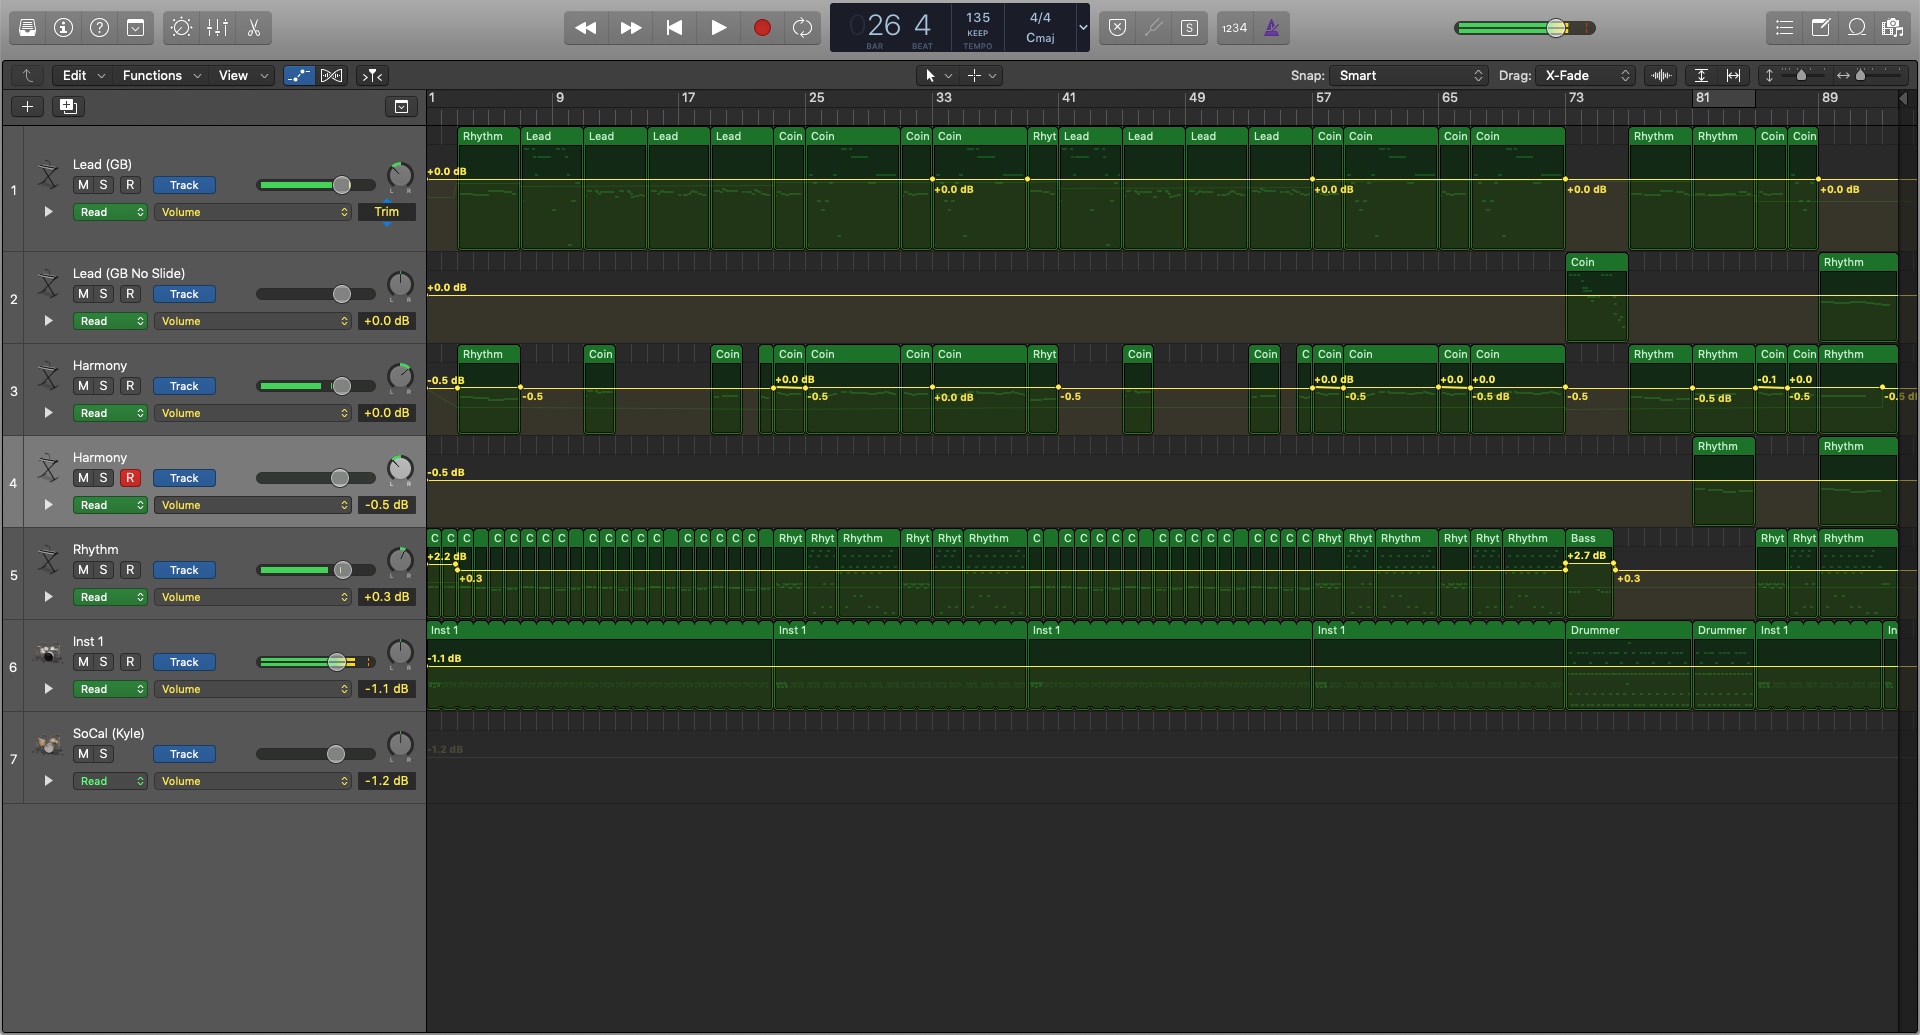 026 4 135 4/4
KEEP Cmaj
BAR BEAT TEMPO
1234
Edit Functions View Snap: Smart Drag: X-Fade
1 9 17 25 33 41 49 57 65 73 81 89
Rhythm Lead Lead Lead Lead Coin Coin Coin Coin Rhyt Lead Lead Lead Lead Coin Coin Coin Coin Rhythm Rhythm Coin Coin
1 Lead (GB)
M S R Track L R
Read Volume Trim
+0.0 dB +0.0 dB +0.0 dB +0.0 dB +0.0 dB
Coin Rhythm
2 Lead (GB No Slide)
M S R Track L R
Read Volume +0.0 dB
+0.0 dB
Rhythm Coin Coin Coin Coin Coin Coin Rhyt Coin Coin C Coin Coin Coin Coin Rhythm Rhythm Coin Coin Rhythm
3 Harmony
M S R Track L R
Read Volume +0.0 dB
-0.5 dB +0.0 dB +0.0 dB +0.0 +0.0 -0.1 +0.0
-0.5 -0.5 +0.0 dB -0.5 -0.5 -0.5 dB -0.5 -0.5 dB -0.5 -0.5 dB
Rhythm Rhythm
4 Harmony
M S R Track L R
Read Volume -0.5 dB
-0.5 dB
C C C C C C C C C C C C C C C C C C C Rhyt Rhyt Rhythm Rhyt Rhyt Rhythm C C C C C C C C C C C C C C C Rhyt Rhyt Rhythm Rhyt Rhyt Rhythm Bass Rhyt Rhyt Rhythm
5 Rhythm
M S R Track L R
Read Volume +0.3 dB
+2.2 dB +2.7 dB
+0.3 +0.3
Inst 1 Inst 1 Inst 1 Inst 1 Drummer Drummer Inst 1 In
6 Inst 1
M S R Track L R
Read Volume -1.1 dB
-1.1 dB
7 SoCal (Kyle)
M S Track L R
Read Volume -1.2 dB
-1.2 dB